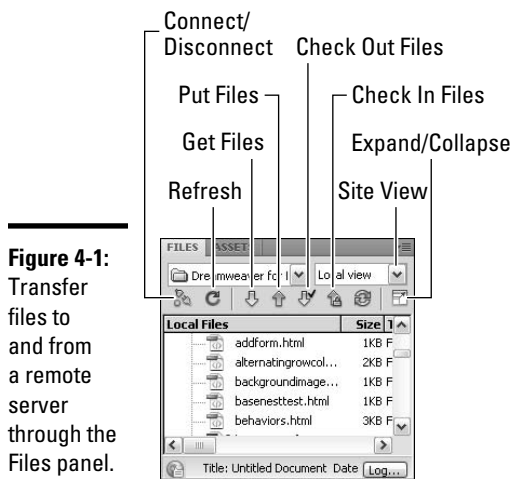 Connect/
Disconnect
Check Out Files
Put Files
Check In Files
Get Files
Expand/Collapse
Refresh
Site View
Figure 4-1:
Transfer
files to
and from
a remote
server
through the
Files panel.
FILES ASSETS
Dreamweaver for Local view
Local Files Size
addform.html 1KB F
alternatingrowcol... 2KB F
backgroundimage... 1KB F
basenesttest.html 1KB F
behaviors.html 3KB F
Title: Untitled Document Date Log...